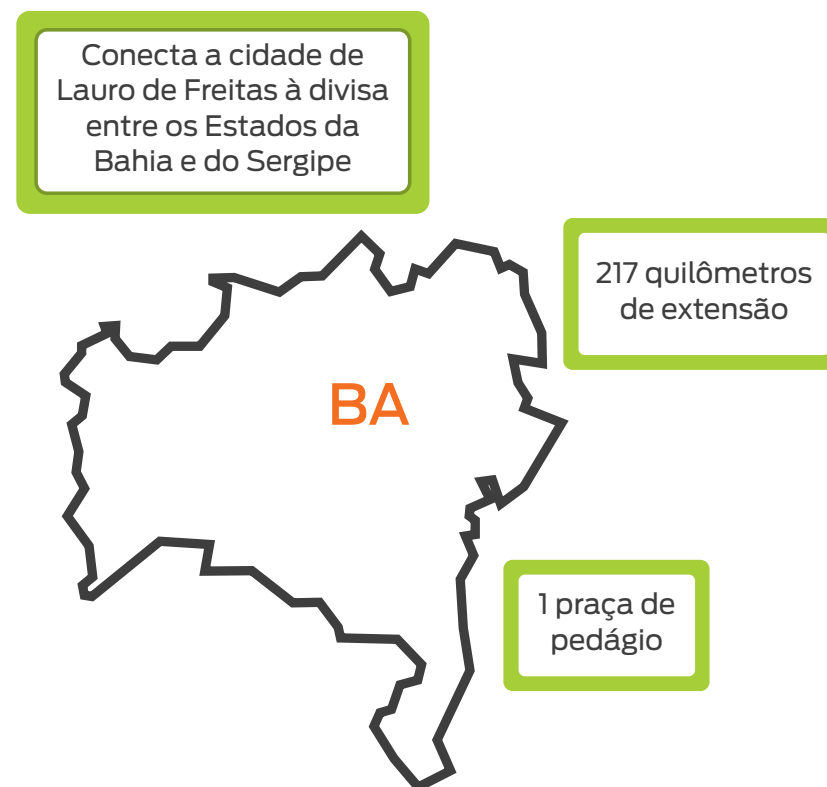 Conecta a cidade de
Lauro de Freitas à divisa
entre os Estados da
Bahia e do Sergipe
217 quilômetros
de extensão
BA
1 praça de
pedágio